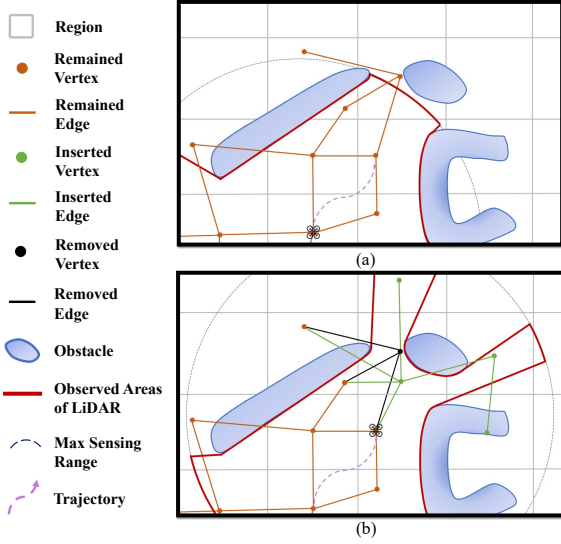 Region
Remained
Vertex
Remained
Edge
Inserted
Vertex
Inserted
Edge
Removed
Vertex
Removed
Edge
Obstacle
Observed Areas
of LiDAR
Max Sensing
Range
Trajectory
(a)
(b)